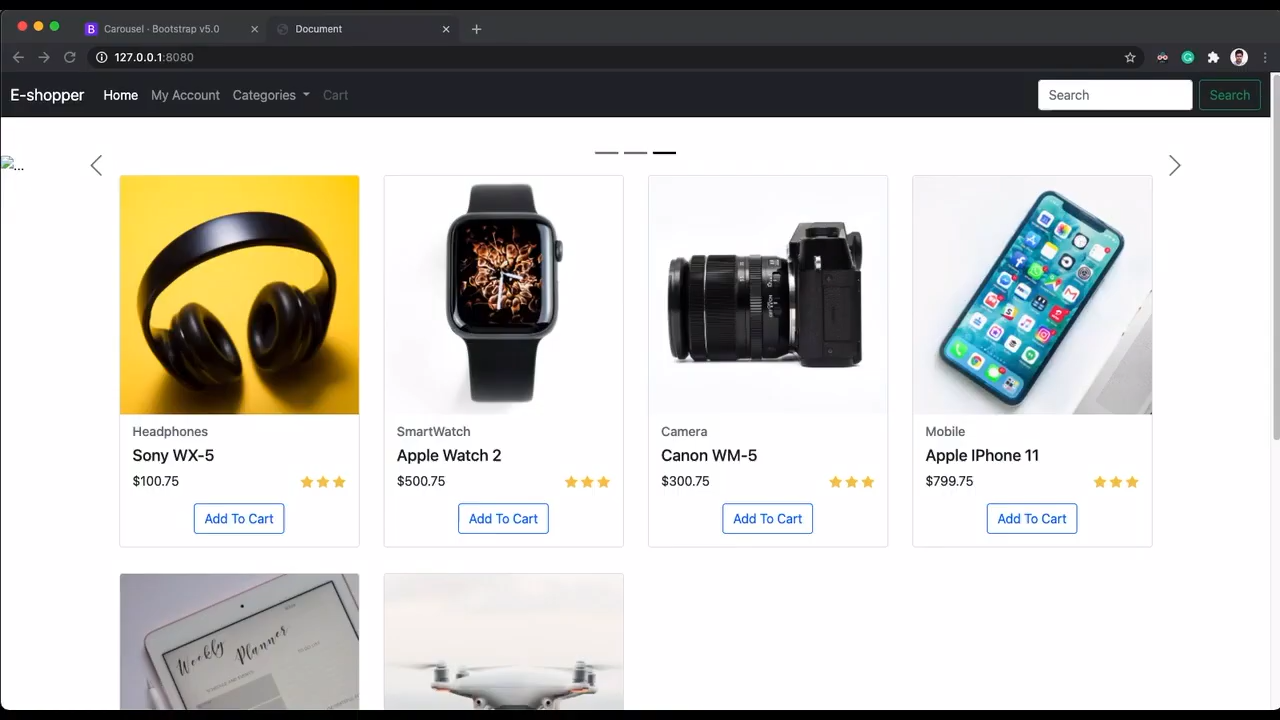 Carousel · Bootstrap v5.0
Document
127.0.0.1:8080
E-shopper Home My Account Categories Cart Search Search
...
Headphones
Sony WX-5
$100.75
Add To Cart
SmartWatch
Apple Watch 2
$500.75
Add To Cart
Camera
Canon WM-5
$300.75
Add To Cart
Mobile
Apple IPhone 11
$799.75
Add To Cart
Weekly Planner